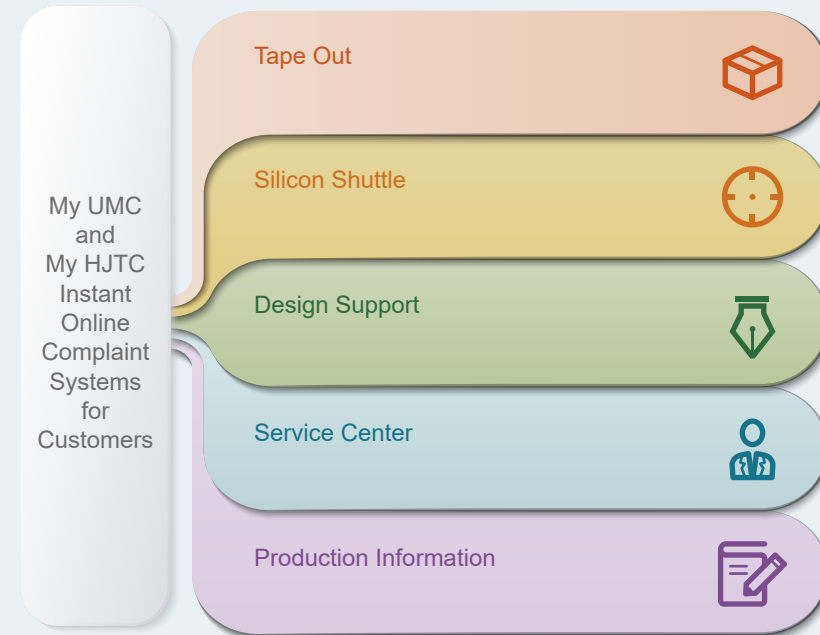 My UMC
and
My HJTC
Instant
Online
Complaint
Systems
for
Customers
Tape Out
Silicon Shuttle
Design Support
Service Center
Production Information